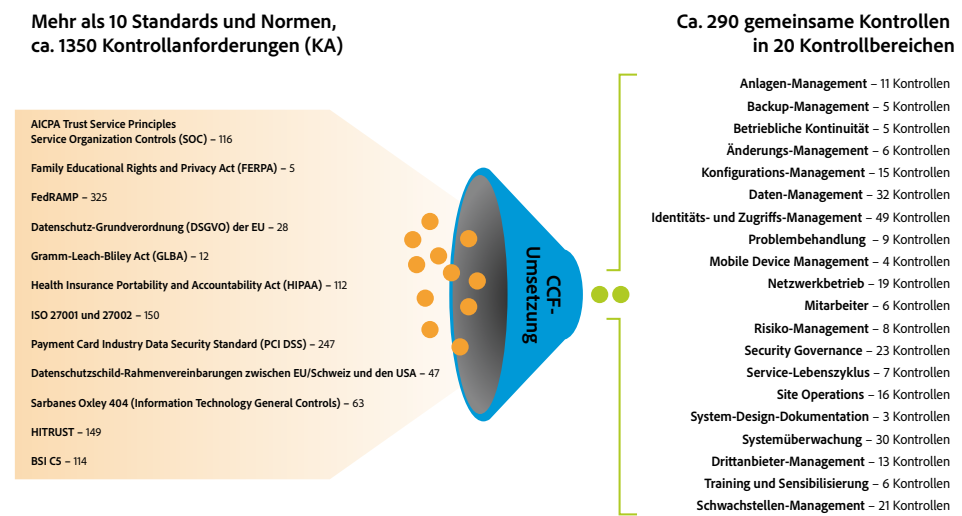 Mehr als 10 Standards und Normen,
ca. 1350 Kontrollanforderungen (KA)
AICPA Trust Service Principles
Service Organization Controls (SOC) – 116
Family Educational Rights and Privacy Act (FERPA) – 5
FedRAMP – 325
Datenschutz-Grundverordnung (DSGVO) der EU – 28
Gramm-Leach-Bliley Act (GLBA) – 12
Health Insurance Portability and Accountability Act (HIPAA) – 112
ISO 27001 und 27002 – 150
Payment Card Industry Data Security Standard (PCI DSS) – 247
Datenschutzschild-Rahmenvereinbarungen zwischen EU/Schweiz und den USA – 47
Sarbanes Oxley 404 (Information Technology General Controls) – 63
HITRUST – 149
BSI C5 – 114
CCF-
Umsetzung
Ca. 290 gemeinsame Kontrollen
in 20 Kontrollbereichen
Anlagen-Management – 11 Kontrollen
Backup-Management – 5 Kontrollen
Betriebliche Kontinuität – 5 Kontrollen
Änderungs-Management – 6 Kontrollen
Konfigurations-Management – 15 Kontrollen
Daten-Management – 32 Kontrollen
Identitäts- und Zugriffs-Management – 49 Kontrollen
Problembehandlung – 9 Kontrollen
Mobile Device Management – 4 Kontrollen
Netzwerkbetrieb – 19 Kontrollen
Mitarbeiter – 6 Kontrollen
Risiko-Management – 8 Kontrollen
Security Governance – 23 Kontrollen
Service-Lebenszyklus – 7 Kontrollen
Site Operations – 16 Kontrollen
System-Design-Dokumentation – 3 Kontrollen
Systemüberwachung – 30 Kontrollen
Drittanbieter-Management – 13 Kontrollen
Training und Sensibilisierung – 6 Kontrollen
Schwachstellen-Management – 21 Kontrollen